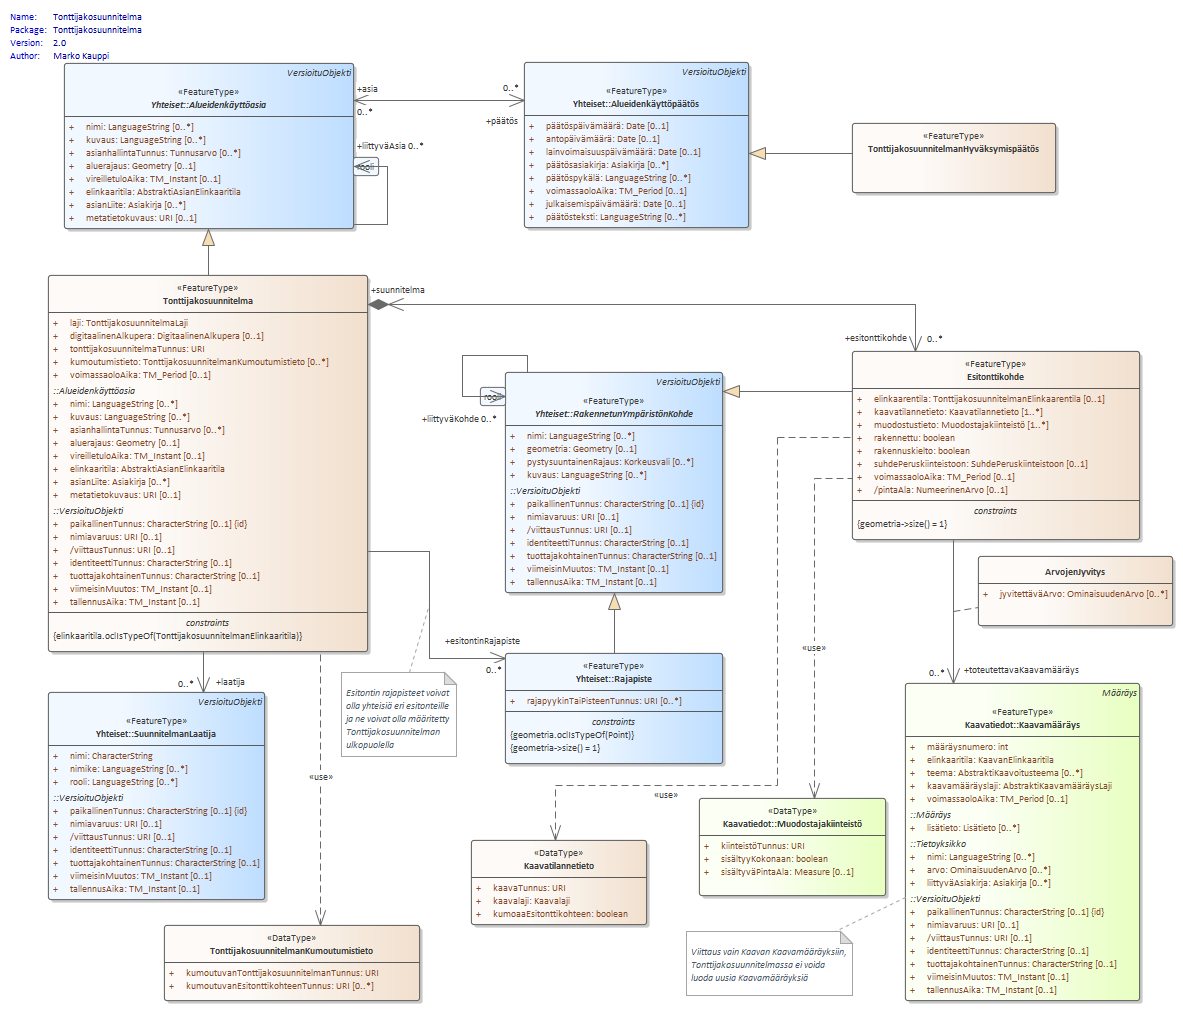 Name: Tonttijakosuunnitelma
Package: Tonttijakosuunnitelma
Version: 2.0
Author: Marko Kauppi
VersioituObjekti
«FeatureType»
Yhteiset::Alueidenkäyttöasia
+ nimi: LanguageString [0..*]
+ kuvaus: LanguageString [0..*]
+ asianhallintaTunnus: Tunnusarvo [0..*]
+ aluerajaus: Geometry [0..1]
+ vireilletuloAika: TM_Instant [0..1]
+ elinkaaritila: AbstraktiAsianElinkaaritila
+ asianLiite: Asiakirja [0..*]
+ metatietokuvaus: URI [0..1]
+asia
0..*
0..*
+päätös
+liittyväAsia 0..*
rooli
VersioituObjekti
«FeatureType»
Yhteiset::Alueidenkäyttöpäätös
+ päätöspäivämäärä: Date [0..1]
+ antopäivämäärä: Date [0..1]
+ lainvoimaisuuspäivämäärä: Date [0..1]
+ päätösasiakirja: Asiakirja [0..*]
+ päätöspykälä: LanguageString [0..*]
+ voimassaoloAika: TM_Period [0..1]
+ julkaisemispäivämäärä: Date [0..1]
+ päätösteksti: LanguageString [0..*]
«FeatureType»
TonttijakosuunnitelmanHyväksymispäätös
«FeatureType»
Tonttijakosuunnitelma
+ laji: TonttijakosuunnitelmaLaji
+ digitaalinenAlkupera: DigitaalinenAlkupera [0..1]
+ tonttijakosuunnitelmaTunnus: URI
+ kumoutumistieto: TonttijakosuunnitelmanKumoutumistieto [0..*]
+ voimassaoloAika: TM_Period [0..1]
::Alueidenkäyttöasia
+ nimi: LanguageString [0..*]
+ kuvaus: LanguageString [0..*]
+ asianhallintaTunnus: Tunnusarvo [0..*]
+ aluerajaus: Geometry [0..1]
+ vireilletuloAika: TM_Instant [0..1]
+ elinkaaritila: AbstraktiAsianElinkaaritila
+ asianLiite: Asiakirja [0..*]
+ metatietokuvaus: URI [0..1]
::VersioituObjekti
+ paikallinenTunnus: CharacterString [0..1] {id}
+ nimiavaruus: URI [0..1]
+ /viittausTunnus: URI [0..1]
+ identiteettiTunnus: CharacterString [0..1]
+ tuottajakohtainenTunnus: CharacterString [0..1]
+ viimeisinMuutos: TM_Instant [0..1]
+ tallennusAika: TM_Instant [0..1]
constraints
{elinkaaritila.oclIsTypeOf(TonttijakosuunnitelmanElinkaaritila)}
+suunnitelma
+esitonttikohde
0..*
rooli
+liittyväKohde 0..*
VersioituObjekti
«FeatureType»
Yhteiset::RakennetunYmpäristönKohde
+ nimi: LanguageString [0..*]
+ geometria: Geometry [0..1]
+ pystysuuntainenRajaus: Korkeusvali [0..*]
+ kuvaus: LanguageString [0..*]
::VersioituObjekti
+ paikallinenTunnus: CharacterString [0..1] {id}
+ nimiavaruus: URI [0..1]
+ /viittausTunnus: URI [0..1]
+ identiteettiTunnus: CharacterString [0..1]
+ tuottajakohtainenTunnus: CharacterString [0..1]
+ viimeisinMuutos: TM_Instant [0..1]
+ tallennusAika: TM_Instant [0..1]
«FeatureType»
Esitonttikohde
+ elinkaarentila: TonttijakosuunnitelmanElinkaarentila [0..1]
+ kaavatilannetieto: Kaavatilannetieto [1..*]
+ muodostustieto: Muodostajakiinteistö [1..*]
+ rakennettu: boolean
+ rakennuskielto: boolean
+ suhdePeruskiinteistoon: SuhdePeruskiinteistoon [0..1]
+ voimassaoloAika: TM_Period [0..1]
+ /pintaAla: NumeerinenArvo [0..1]
constraints
{geometria->size() = 1}
ArvojenJyvitys
+ jyvitettäväArvo: OminaisuudenArvo [0..*]
+esitontinRajapiste
0..*
«use»
0..*
+toteutettavaKaavamääräys
0..*
+laatija
Esitontin rajapisteet voivat
olla yhteisiä eri esitonteille
ja ne voivat olla määritetty
Tonttijakosuunnitelman
ulkopuolella
«FeatureType»
Yhteiset::Rajapiste
+ rajapyykinTaiPisteenTunnus: URI [0..*]
constraints
{geometria.oclIsTypeOf(Point)}
{geometria->size() = 1}
VersioituObjekti
«FeatureType»
Yhteiset::SuunnitelmanLaatija
+ nimi: CharacterString
+ nimike: LanguageString [0..*]
+ rooli: LanguageString [0..*]
::VersioituObjekti
+ paikallinenTunnus: CharacterString [0..1] {id}
+ nimiavaruus: URI [0..1]
+ /viittausTunnus: URI [0..1]
+ identiteettiTunnus: CharacterString [0..1]
+ tuottajakohtainenTunnus: CharacterString [0..1]
+ viimeisinMuutos: TM_Instant [0..1]
+ tallennusAika: TM_Instant [0..1]
«use»
«use»
Määräys
«FeatureType»
Kaavatiedot::Kaavamääräys
+ määräysnumero: int
+ elinkaaritila: KaavanElinkaaritila
+ teema: AbstraktiKaavoitusteema [0..*]
+ kaavamääräyslaji: AbstraktiKaavamääräysLaji
+ voimassaoloAika: TM_Period [0..1]
::Määräys
+ lisätieto: Lisätieto [0..*]
::Tietoyksikko
+ nimi: LanguageString [0..*]
+ arvo: OminaisuudenArvo [0..*]
+ liittyväAsiakirja: Asiakirja [0..*]
::VersioituObjekti
+ paikallinenTunnus: CharacterString [0..1] {id}
+ nimiavaruus: URI [0..1]
+ /viittausTunnus: URI [0..1]
+ identiteettiTunnus: CharacterString [0..1]
+ tuottajakohtainenTunnus: CharacterString [0..1]
+ viimeisinMuutos: TM_Instant [0..1]
+ tallennusAika: TM_Instant [0..1]
«DataType»
Kaavatiedot::Muodostajakiinteistö
+ kiinteistöTunnus: URI
+ sisältyyKokonaan: boolean
+ sisältyväPintaAla: Measure [0..1]
«DataType»
Kaavatilannetieto
+ kaavaTunnus: URI
+ kaavalaji: Kaavalaji
+ kumoaaEsitonttikohteen: boolean
«DataType»
TonttijakosuunnitelmanKumoutumistieto
+ kumoutuvanTonttijakosuunnitelmanTunnus: URI
+ kumoutuvanEsitonttikohteenTunnus: URI [0..*]
Viittaus vain Kaavan Kaavamääräyksiin,
Tonttijakosuunnitelmassa ei voida
luoda uusia Kaavamääräyksiä